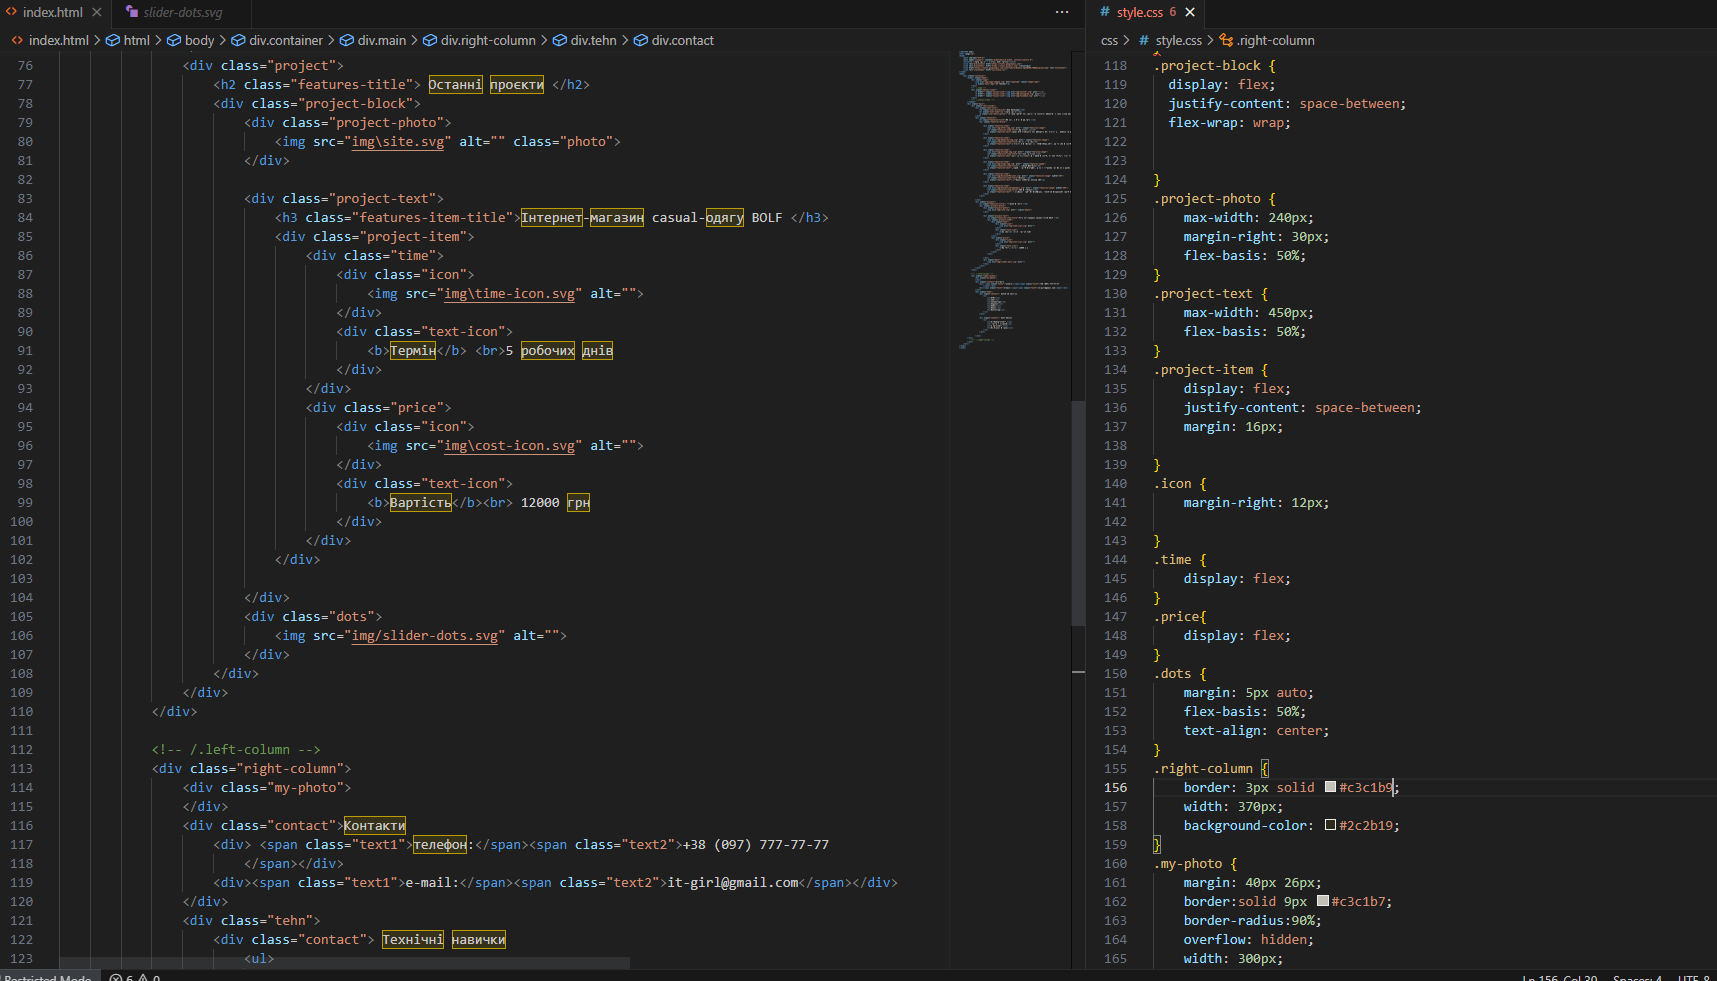 index.html
slider-dots.svg
style.css 6
index.html > html > body > div.container > div.main > div.right-column > div.tehn > div.contact
css > # style.css > .right-column
76 <div class="project">
77 <h2 class="features-title"> Останні проєкти </h2>
78 <div class="project-block">
79 <div class="project-photo">
80 <img src="img\site.svg" alt="" class="photo">
81 </div>
82
83 <div class="project-text">
84 <h3 class="features-item-title">Інтернет-магазин casual-одягу BOLF </h3>
85 <div class="project-item">
86 <div class="time">
87 <div class="icon">
88 <img src="img\time-icon.svg" alt="">
89 </div>
90 <div class="text-icon">
91 <b>Термін</b> <br>5 робочих днів
92 </div>
93 </div>
94 <div class="price">
95 <div class="icon">
96 <img src="img\cost-icon.svg" alt="">
97 </div>
98 <div class="text-icon">
99 <b>Вартість</b><br> 12000 грн
100 </div>
101 </div>
102 </div>
103
104 </div>
105 <div class="dots">
106 <img src="img/slider-dots.svg" alt="">
107 </div>
108 </div>
109 </div>
110 </div>
111
112 <!-- /.left-column -->
113 <div class="right-column">
114 <div class="my-photo">
115 </div>
116 <div class="contact">Контакти
117 <div> <span class="text1">телефон:</span><span class="text2">+38 (097) 777-77-77
118 </span></div>
119 <div><span class="text1">e-mail:</span><span class="text2">it-girl@gmail.com</span></div>
120 </div>
121 <div class="tehn">
122 <div class="contact"> Технічні навички
123 <ul>
118 .project-block {
119 display: flex;
120 justify-content: space-between;
121 flex-wrap: wrap;
122
123
124 }
125 .project-photo {
126 max-width: 240px;
127 margin-right: 30px;
128 flex-basis: 50%;
129 }
130 .project-text {
131 max-width: 450px;
132 flex-basis: 50%;
133 }
134 .project-item {
135 display: flex;
136 justify-content: space-between;
137 margin: 16px;
138
139 }
140 .icon {
141 margin-right: 12px;
142
143 }
144 .time {
145 display: flex;
146 }
147 .price{
148 display: flex;
149 }
150 .dots {
151 margin: 5px auto;
152 flex-basis: 50%;
153 text-align: center;
154 }
155 .right-column {
156 border: 3px solid #c3c1b9;
157 width: 370px;
158 background-color: #2c2b19;
159 }
160 .my-photo {
161 margin: 40px 26px;
162 border:solid 9px #c3c1b7;
163 border-radius:90%;
164 overflow: hidden;
165 width: 300px;
Restricted Mode 6 0
Ln 156, Col 30 Spaces: 4 UTF-8